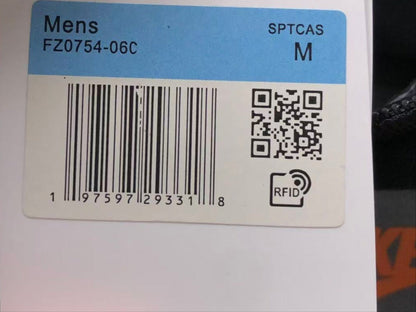 Mens
SPTCAS
FZ0754-06C
M
RFID
1 97597 29331 8